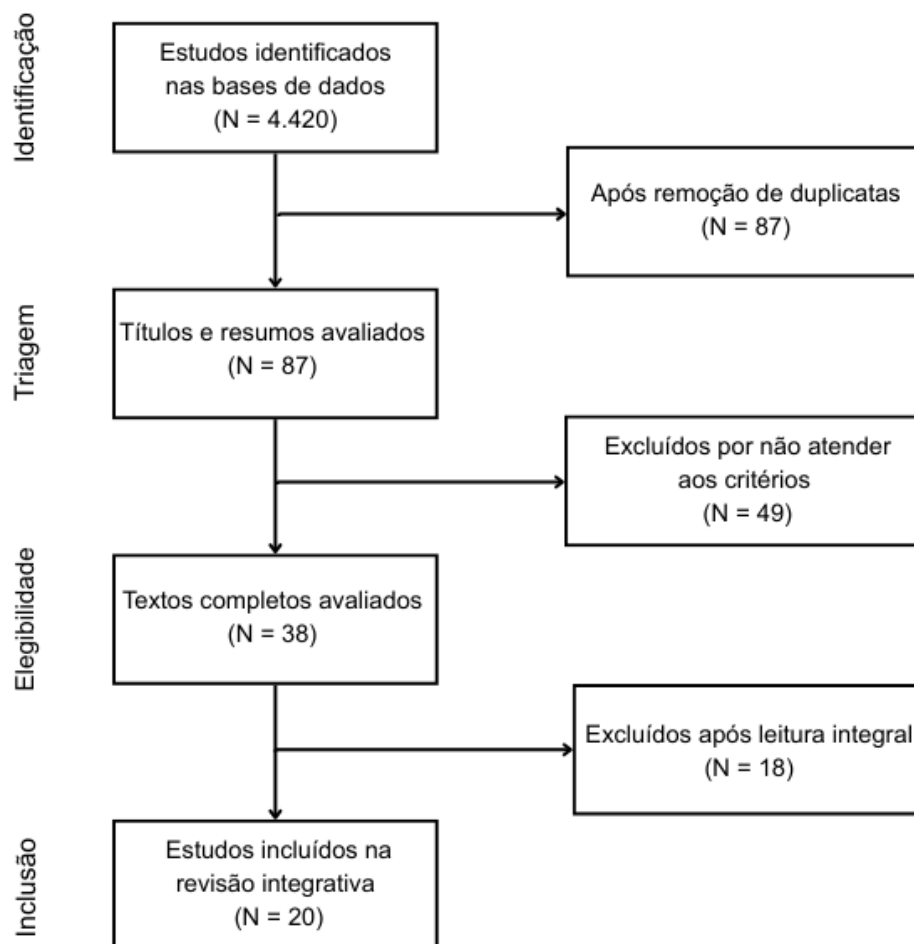 Identificação
Estudos identificados
nas bases de dados
(N = 4.420)
Após remoção de duplicatas
(N = 87)
Triagem
Títulos e resumos avaliados
(N = 87)
Excluídos por não atender
aos critérios
(N = 49)
Elegibilidade
Textos completos avaliados
(N = 38)
Excluídos após leitura integral
(N = 18)
Inclusão
Estudos incluídos na
revisão integrativa
(N = 20)